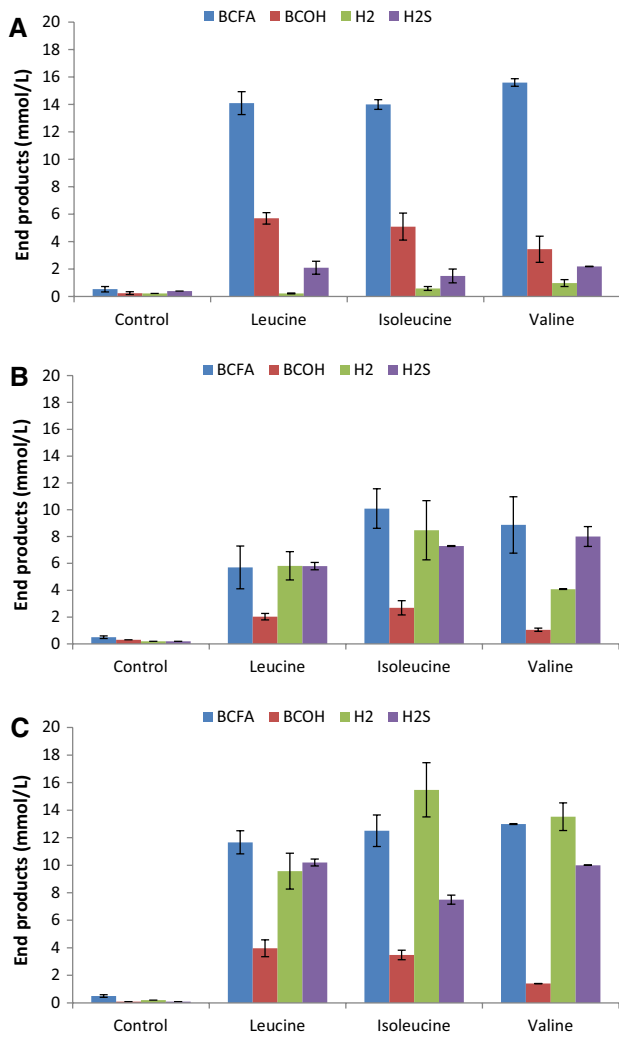 A
BCFA BCOH H2 H2S
End products (mmol/L)
20
18
16
14
12
10
8
6
4
2
0
Control Leucine Isoleucine Valine
B
BCFA BCOH H2 H2S
End products (mmol/L)
20
18
16
14
12
10
8
6
4
2
0
Control Leucine Isoleucine Valine
C
BCFA BCOH H2 H2S
End products (mmol/L)
20
18
16
14
12
10
8
6
4
2
0
Control Leucine Isoleucine Valine